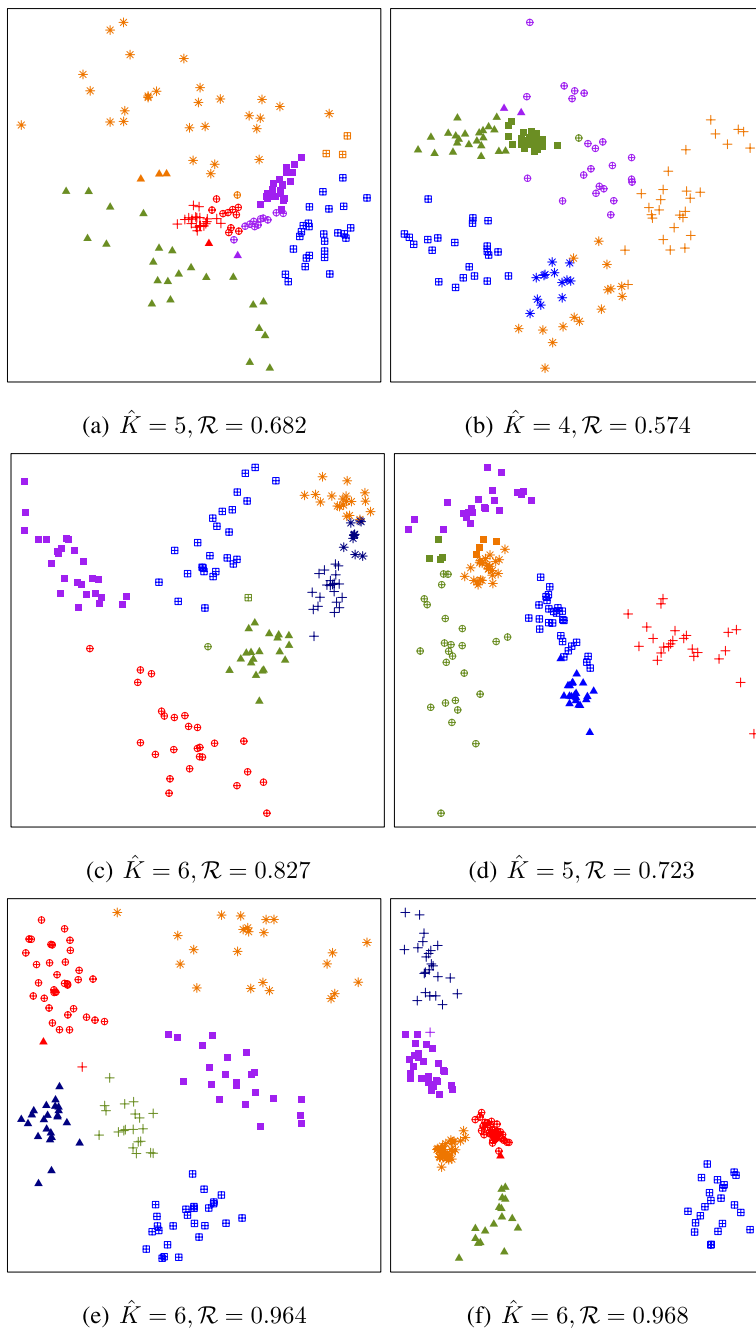 (a) K̂ = 5, ℛ = 0.682
(b) K̂ = 4, ℛ = 0.574
(c) K̂ = 6, ℛ = 0.827
(d) K̂ = 5, ℛ = 0.723
(e) K̂ = 6, ℛ = 0.964
(f) K̂ = 6, ℛ = 0.968